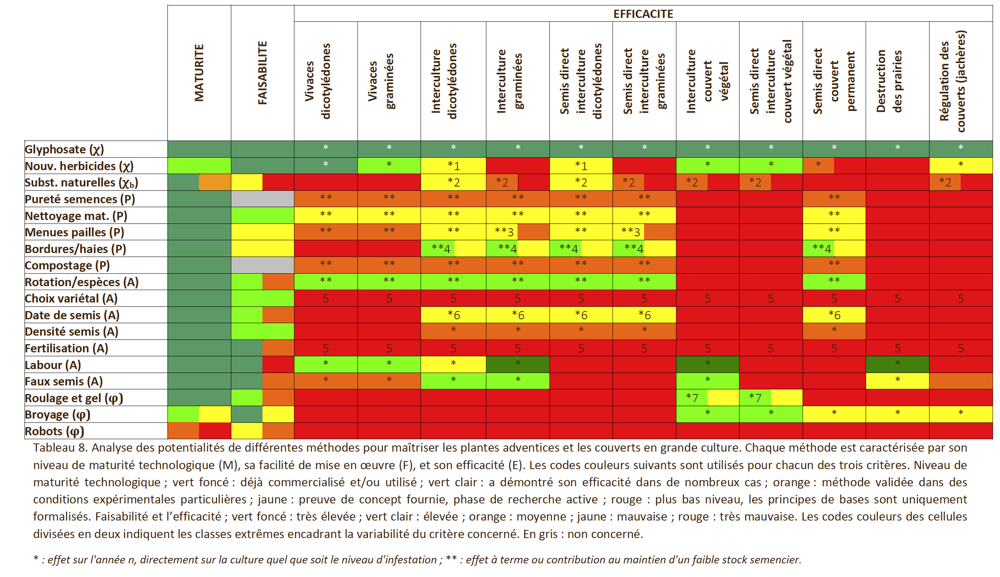 EFFICACITE
MATURITE
FAISABILITE
Vivaces
dicotylédones
Vivaces
graminées
Interculture
dicotylédones
Interculture
graminées
Semis direct
interculture
dicotylédones
Semis direct
interculture
graminées
Interculture
couvert
végétal
Semis direct
interculture
couvert végétal
Semis direct
couvert
permanent
Destruction
des prairies
Régulation des
couverts (jachères)
Glyphosate (χ) * * * * * * * * * * *
Nouv. herbicides (χ) * * *1 *1 * * * *
Subst. naturelles (χb) *2 *2 *2 *2 *2 *2 *2
Pureté semences (P) ** ** ** ** ** ** **
Nettoyage mat. (P) ** ** ** ** ** ** **
Menues pailles (P) ** ** ** **3 ** **3 **
Bordures/haies (P) **4 **4 **4 **4 **4
Compostage (P) ** ** ** ** ** ** **
Rotation/espèces (A) ** ** ** ** ** ** **
Choix variétal (A) 5 5 5 5 5 5 5 5 5 5 5
Date de semis (A) *6 *6 *6 *6 *6
Densité semis (A) * * * * *
Fertilisation (A) 5 5 5 5 5 5 5 5 5 5 5
Labour (A) * * * * * *
Faux semis (A) * * * * * *
Roulage et gel (φ) *7 *7
Broyage (φ) * * * * *
Robots (φ)
Tableau 8. Analyse des potentialités de différentes méthodes pour maîtriser les plantes adventices et les couverts en grande culture. Chaque méthode est caractérisée par son
niveau de maturité technologique (M), sa facilité de mise en œuvre (F), et son efficacité (E). Les codes couleurs suivants sont utilisés pour chacun des trois critères. Niveau de
maturité technologique ; vert foncé : déjà commercialisé et/ou utilisé ; vert clair : a démontré son efficacité dans de nombreux cas ; orange : méthode validée dans des
conditions expérimentales particulières ; jaune : preuve de concept fournie, phase de recherche active ; rouge : plus bas niveau, les principes de bases sont uniquement
formalisés. Faisabilité et l’efficacité ; vert foncé : très élevée ; vert clair : élevée ; orange : moyenne ; jaune : mauvaise ; rouge : très mauvaise. Les codes couleurs des cellules
divisées en deux indiquent les classes extrêmes encadrant la variabilité du critère concerné. En gris : non concerné.
* : effet sur l'année n, directement sur la culture quel que soit le niveau d'infestation ; ** : effet à terme ou contribution au maintien d'un faible stock semencier.